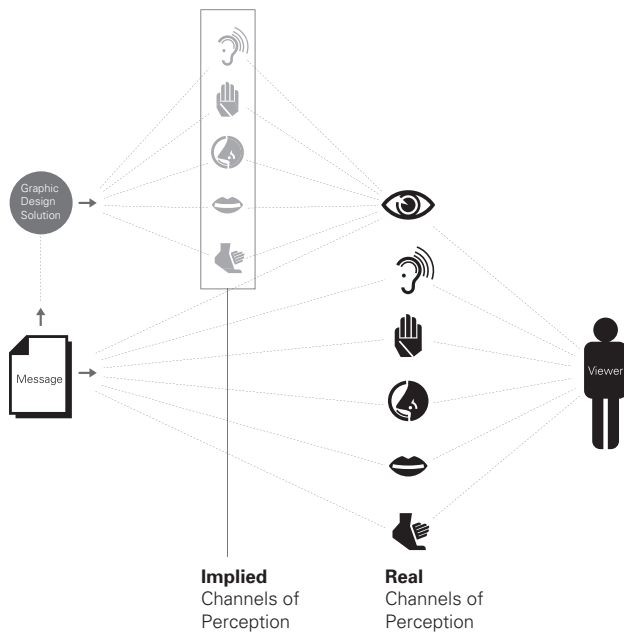 Graphic
Design
Solution
Message
Viewer
Implied
Channels of
Perception
Real
Channels of
Perception